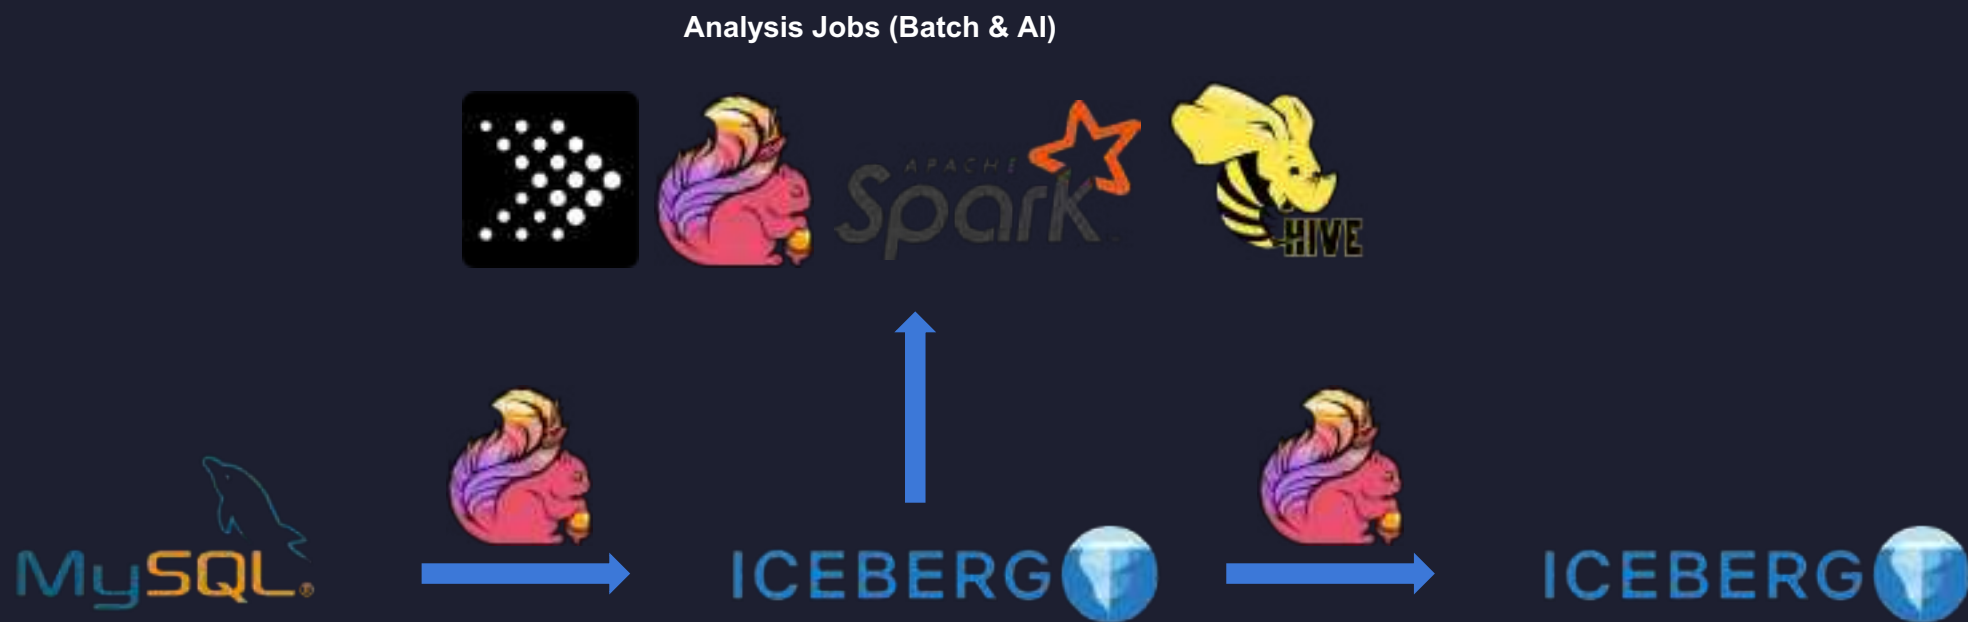 Analysis Jobs (Batch & AI)
APACHE
Spark
HIVE
MySQL®
ICEBERG
ICEBERG